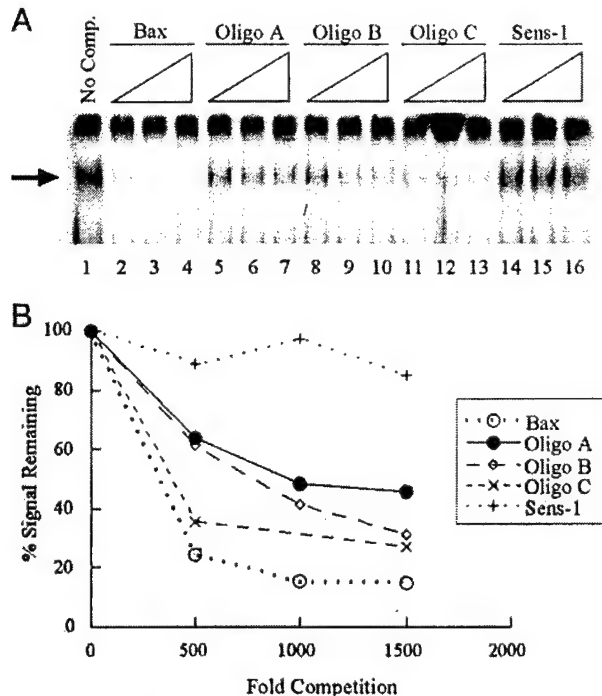 A
No Comp.
Bax
Oligo A
Oligo B
Oligo C
Sens-1
1 2 3 4 5 6 7 8 9 10 11 12 13 14 15 16
B
100
80
60
40
20
0
% Signal Remaining
0 500 1000 1500 2000
Fold Competition
Bax
Oligo A
Oligo B
Oligo C
Sens-1